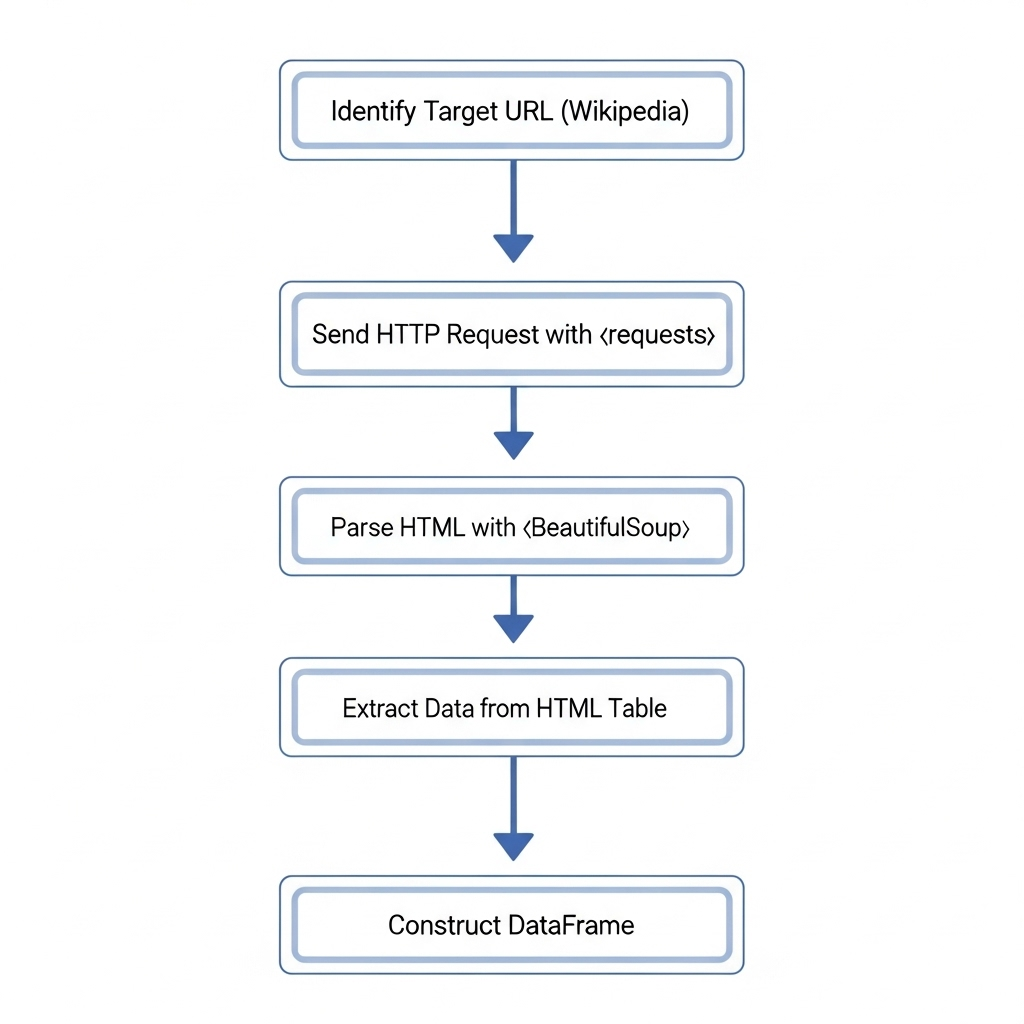 Identify Target URL (Wikipedia)
Send HTTP Request with ‹requests›
Parse HTML with ‹BeautifulSoup›
Extract Data from HTML Table
Construct DataFrame